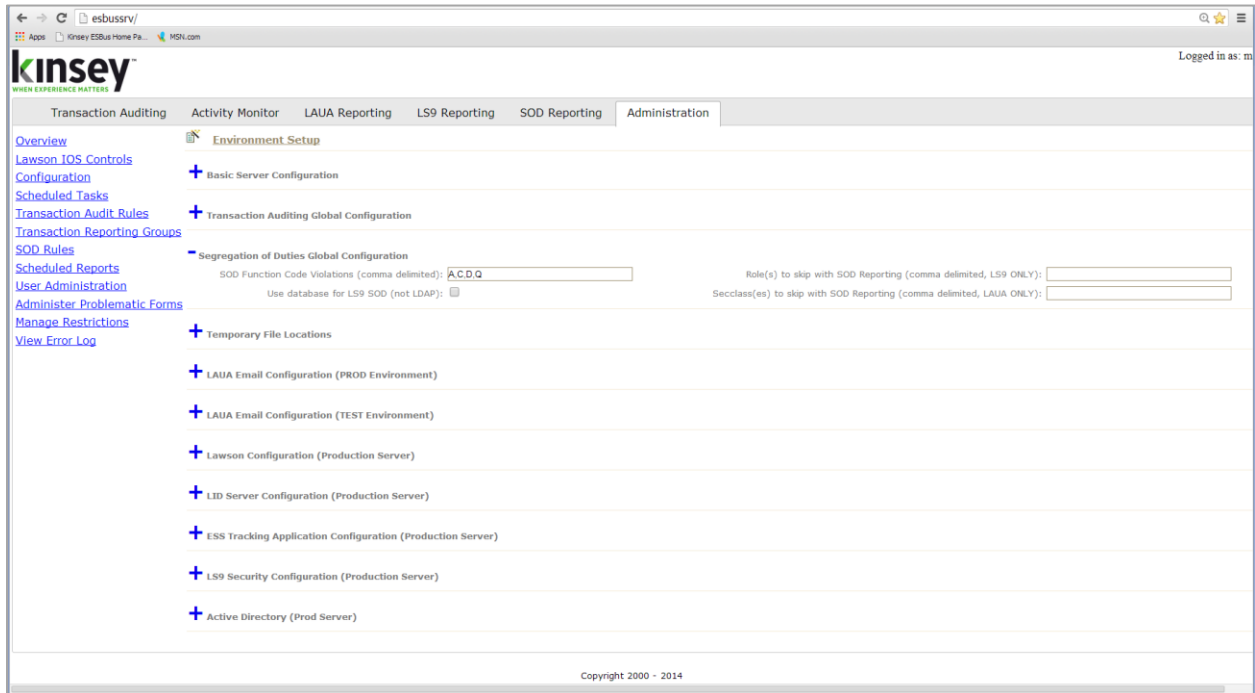 esbussrv/
Apps Kinsey ESBus Home Pa... MSN.com
Logged in as: m
kinsey™
WHEN EXPERIENCE MATTERS
Transaction Auditing Activity Monitor LAUA Reporting LS9 Reporting SOD Reporting Administration
Overview
Lawson IOS Controls
Configuration
Scheduled Tasks
Transaction Audit Rules
Transaction Reporting Groups
SOD Rules
Scheduled Reports
User Administration
Administer Problematic Forms
Manage Restrictions
View Error Log
Environment Setup
Basic Server Configuration
Transaction Auditing Global Configuration
Segregation of Duties Global Configuration
SOD Function Code Violations (comma delimited): A,C,D,Q Role(s) to skip with SOD Reporting (comma delimited, LS9 ONLY):
Use database for LS9 SOD (not LDAP): Secclass(es) to skip with SOD Reporting (comma delimited, LAUA ONLY):
Temporary File Locations
LAUA Email Configuration (PROD Environment)
LAUA Email Configuration (TEST Environment)
Lawson Configuration (Production Server)
LID Server Configuration (Production Server)
ESS Tracking Application Configuration (Production Server)
LS9 Security Configuration (Production Server)
Active Directory (Prod Server)
Copyright 2000 - 2014